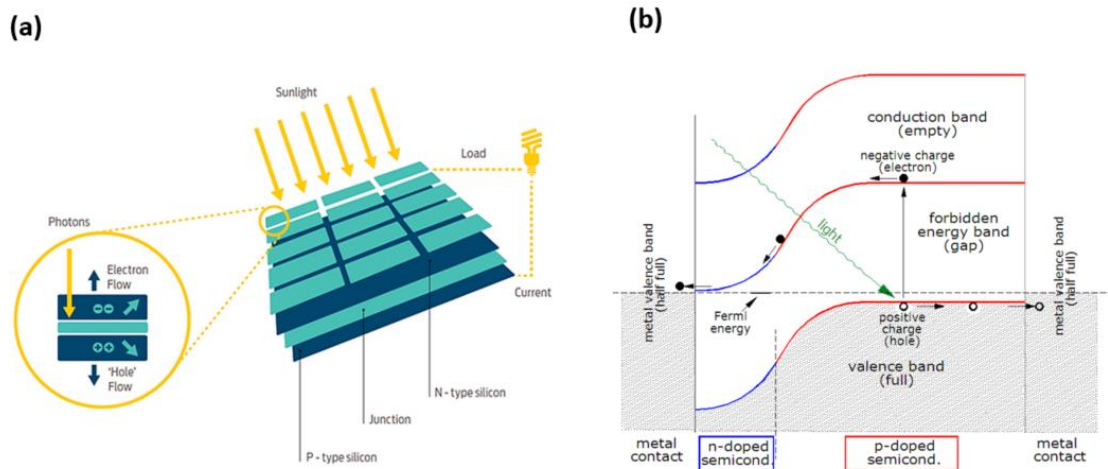 (a)
Sunlight
Load
Photons
Electron
Flow
'Hole'
Flow
Current
N - type silicon
Junction
P - type silicon
(b)
conduction band
(empty)
negative charge
(electron)
forbidden
energy band
(gap)
light
metal valence band
(half full)
Fermi
energy
positive
charge
(hole)
metal valence band
(half full)
valence band
(full)
metal
contact
n-doped
semicond.
p-doped
semicond.
metal
contact